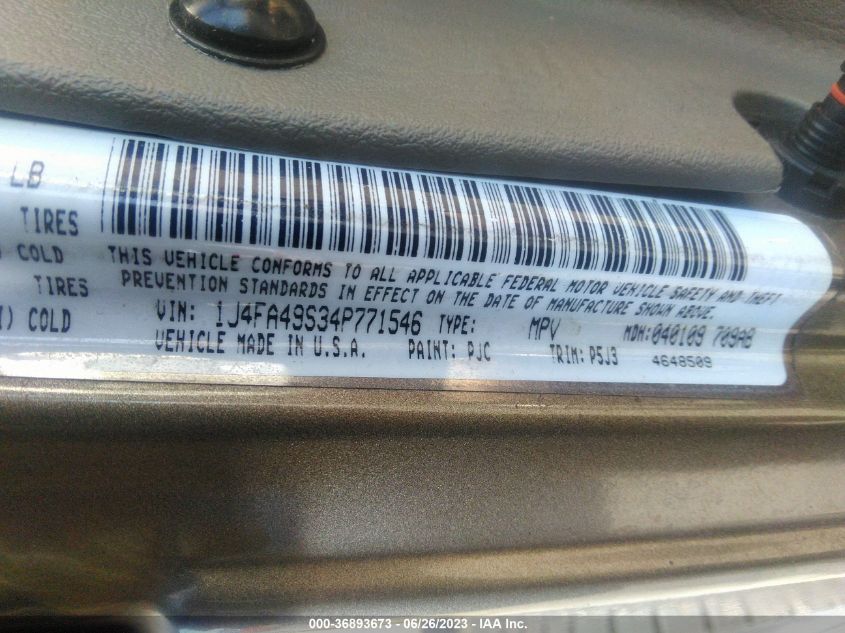 LB
TIRES
COLD
TIRES
) COLD
THIS VEHICLE CONFORMS TO ALL APPLICABLE FEDERAL MOTOR VEHICLE SAFETY AND THEFT
PREVENTION STANDARDS IN EFFECT ON THE DATE OF MANUFACTURE SHOWN ABOVE.
VIN: 1J4FA49S34P771546 TYPE: MPV MDH:040109 709AB
VEHICLE MADE IN U.S.A. PAINT: PJC TRIM: P5J3 4648509
000-36893673 - 06/26/2023 - IAA Inc.